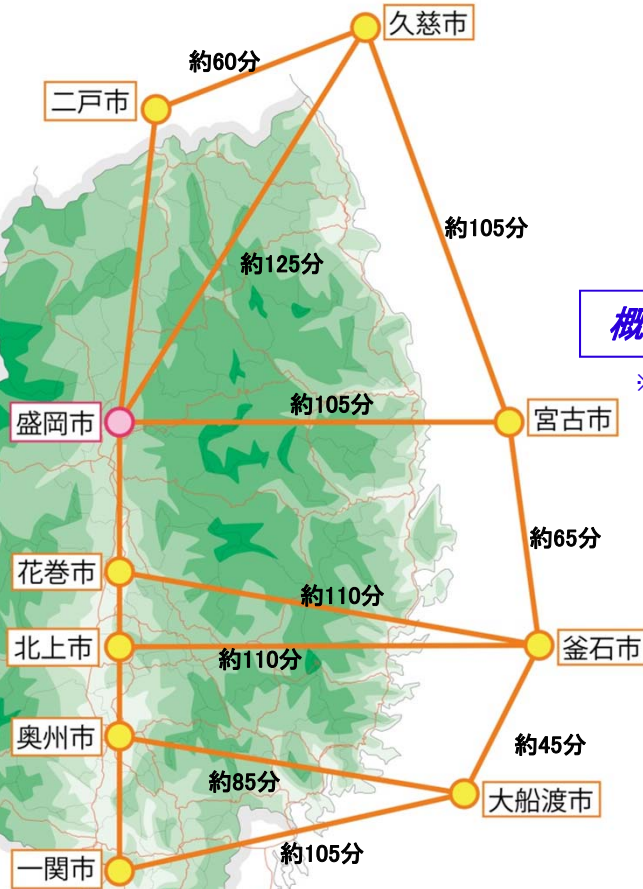 久慈市
約60分
二戸市
約105分
約125分
概
※
約105分
盛岡市
宮古市
約65分
花巻市
約110分
北上市
釜石市
約110分
奥州市
約45分
約85分
大船渡市
約105分
一関市